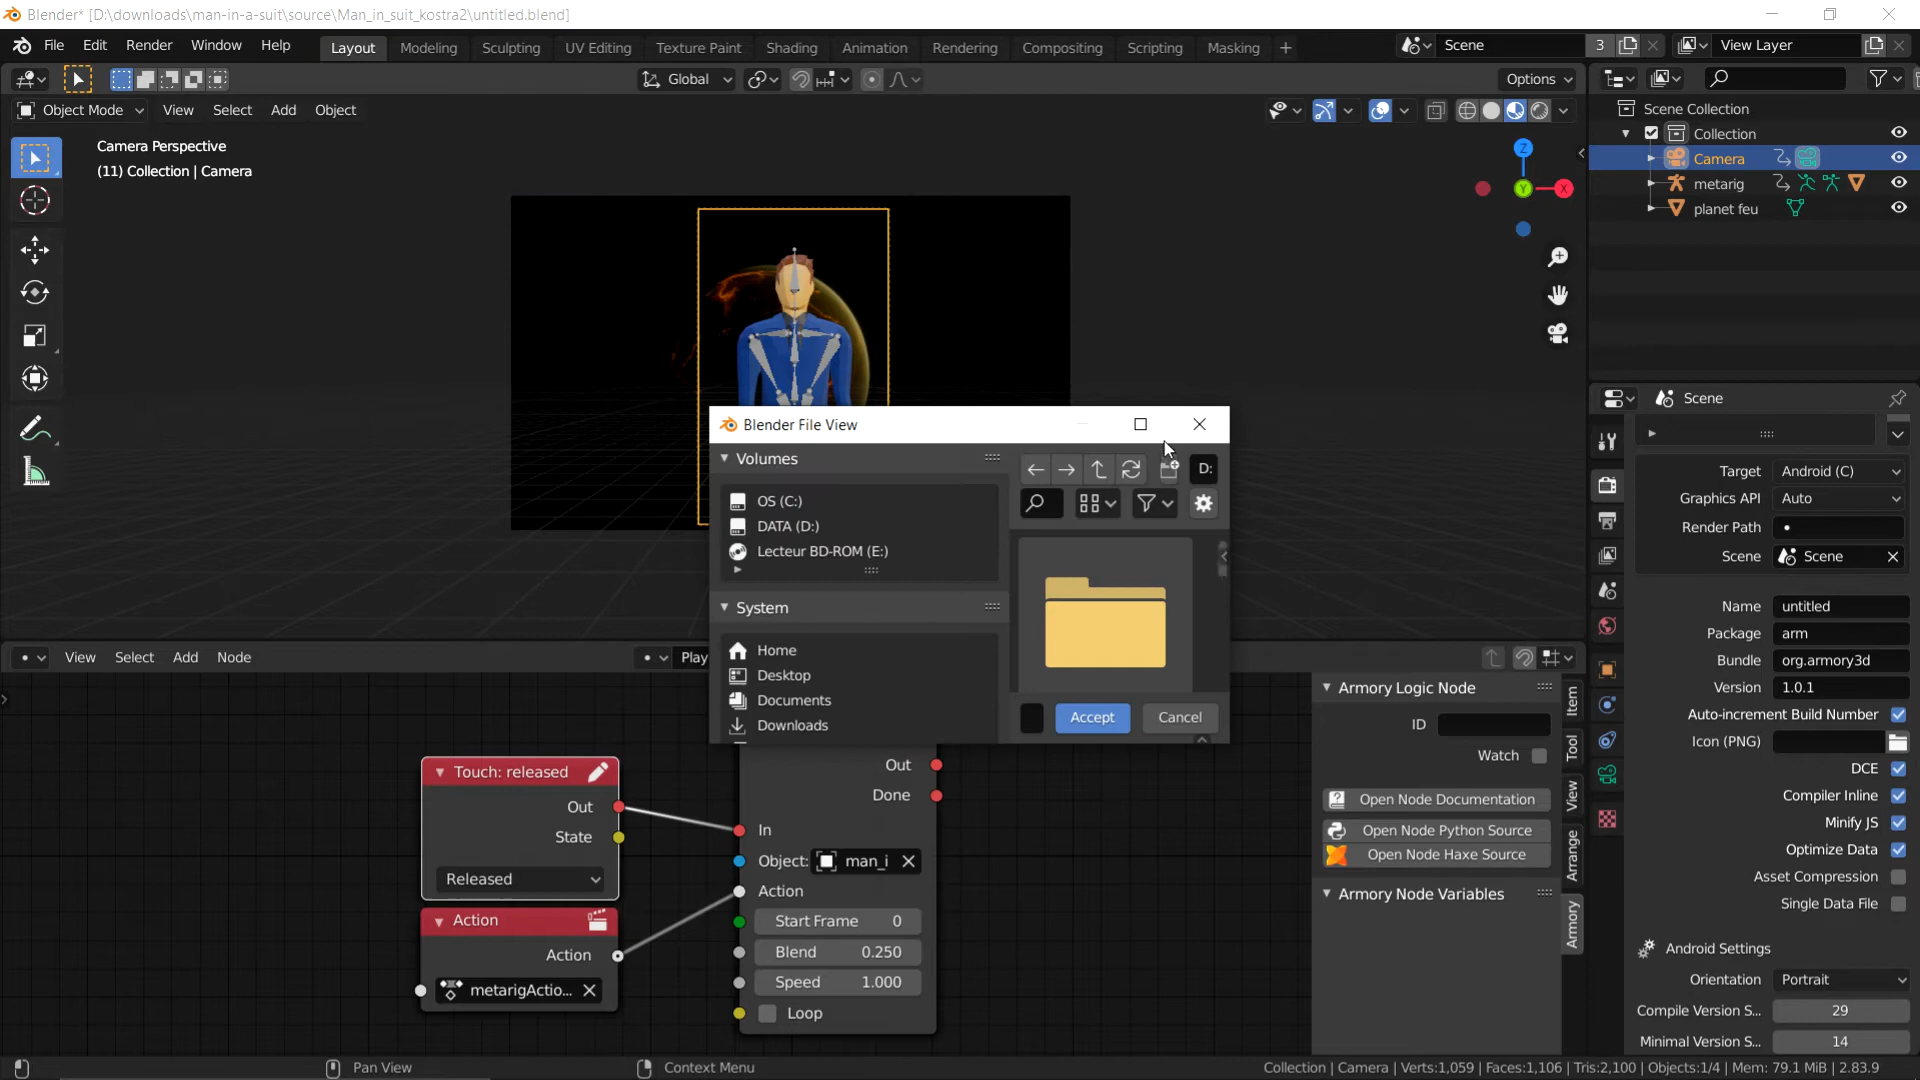 Blender* [D:\downloads\man-in-a-suit\source\Man_in_suit_kostra2\untitled.blend]
File Edit Render Window Help
Layout Modeling Sculpting UV Editing Texture Paint Shading Animation Rendering Compositing Scripting Masking +
Scene 3 View Layer
Global
Options
Object Mode View Select Add Object
Camera Perspective
(11) Collection | Camera
Z
Y
X
Scene Collection
Collection
Camera
metarig
planet feu
Blender File View
Volumes
OS (C:)
DATA (D:)
Lecteur BD-ROM (E:)
System
Home
Desktop
Documents
Downloads
D:
Accept
Cancel
Scene
Target Android (C)
Graphics API Auto
Render Path
Scene Scene
Name untitled
Package arm
Bundle org.armory3d
Version 1.0.1
Auto-increment Build Number
Icon (PNG)
DCE
Compiler Inline
Minify JS
Optimize Data
Asset Compression
Single Data File
Android Settings
Orientation Portrait
Compile Version S... 29
Minimal Version S... 14
View Select Add Node
Play
Touch: released
Out
State
Released
Action
Action
metarigActio...
Out
Done
In
Object: man_i
Action
Start Frame 0
Blend 0.250
Speed 1.000
Loop
Armory Logic Node
ID
Watch
Open Node Documentation
Open Node Python Source
Open Node Haxe Source
Armory Node Variables
Item
Tool
View
Arrange
Armory
Pan View
Context Menu
Collection | Camera | Verts:1,059 | Faces:1,106 | Tris:2,100 | Objects:1/4 | Mem: 79.1 MiB | 2.83.9